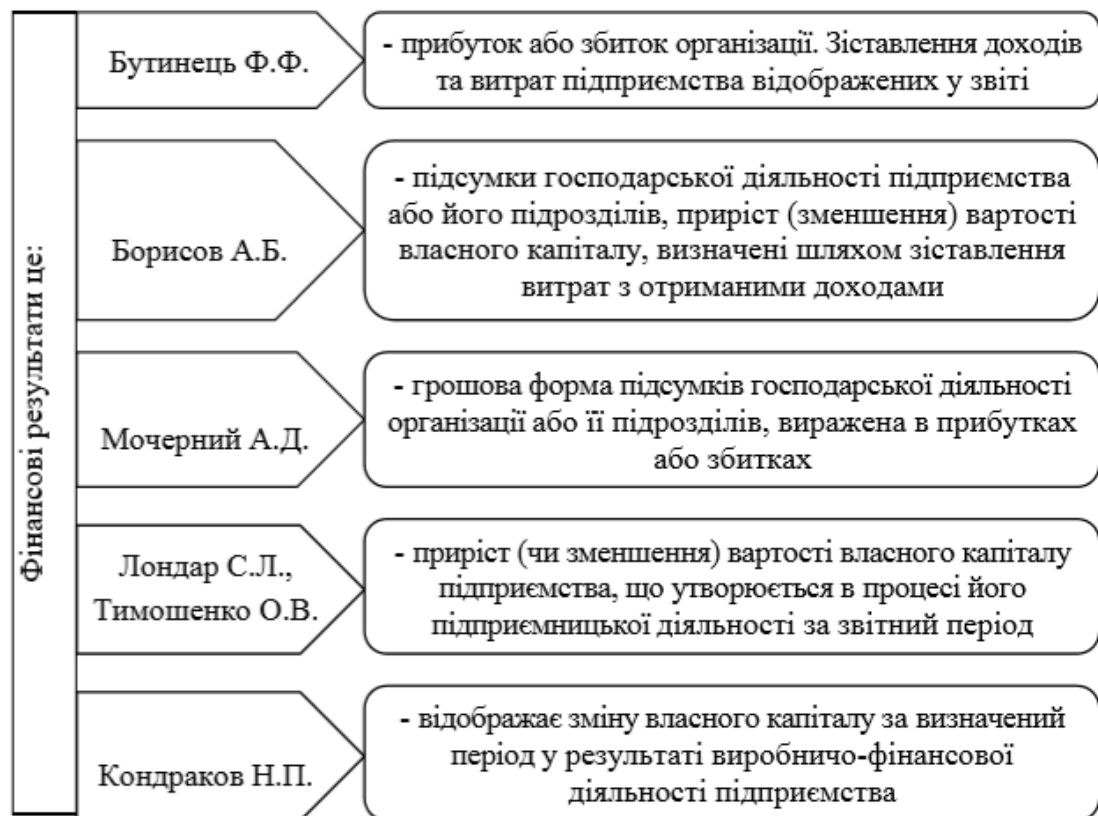 Фінансові результати це:
Бутинець Ф.Ф.
- прибуток або збиток організації. Зіставлення доходів
та витрат підприємства відображених у звіті
Борисов А.Б.
- підсумки господарської діяльності підприємства
або його підрозділів, приріст (зменшення) вартості
власного капіталу, визначені шляхом зіставлення
витрат з отриманими доходами
Мочерний А.Д.
- грошова форма підсумків господарської діяльності
організації або її підрозділів, виражена в прибутках
або збитках
Лондар С.Л.,
Тимошенко О.В.
- приріст (чи зменшення) вартості власного капіталу
підприємства, що утворюється в процесі його
підприємницької діяльності за звітний період
Кондраков Н.П.
- відображає зміну власного капіталу за визначений
період у результаті виробничо-фінансової
діяльності підприємства